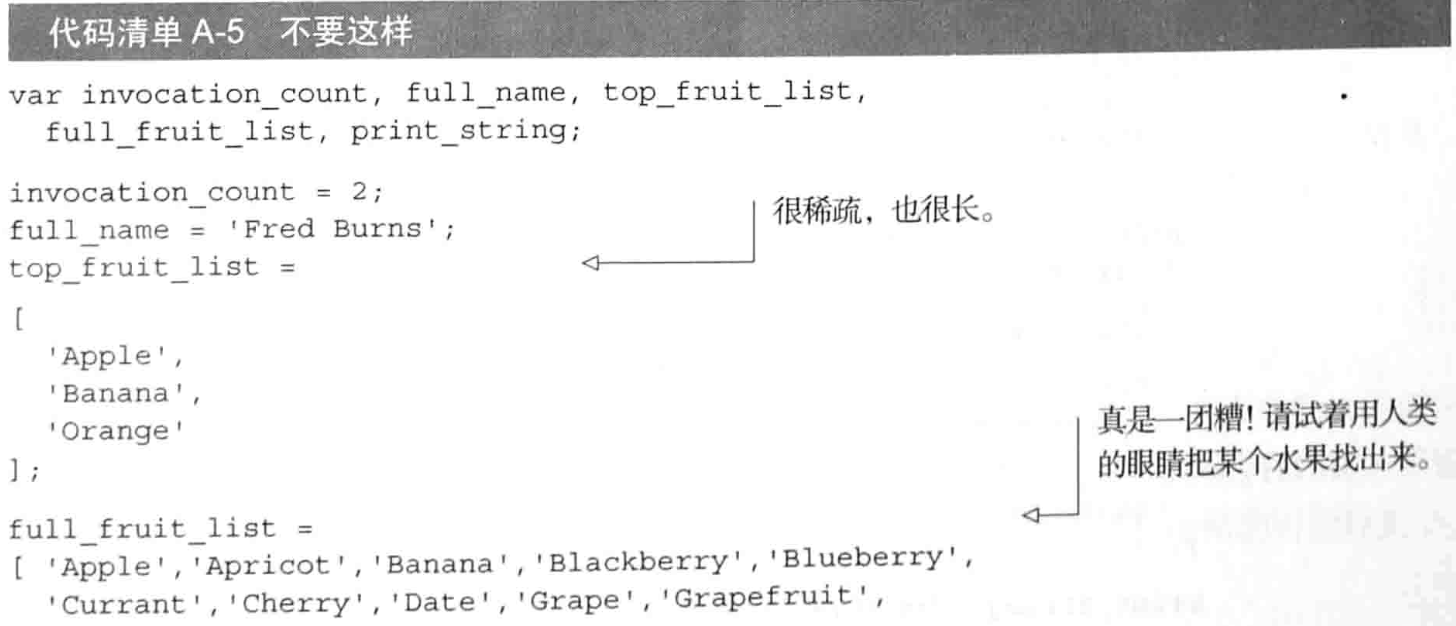 代码清单 A-5 不要这样
var invocation_count, full_name, top_fruit_list,
  full_fruit_list, print_string;
invocation_count = 2;
full_name = 'Fred Burns';
很稀疏，也很长。
top_fruit_list =
[
  'Apple',
  'Banana',
  'Orange'
];
真是一团糟！请试着用人类
的眼睛把某个水果找出来。
full_fruit_list =
[ 'Apple','Apricot','Banana','Blackberry','Blueberry',
  'Currant','Cherry','Date','Grape','Grapefruit',